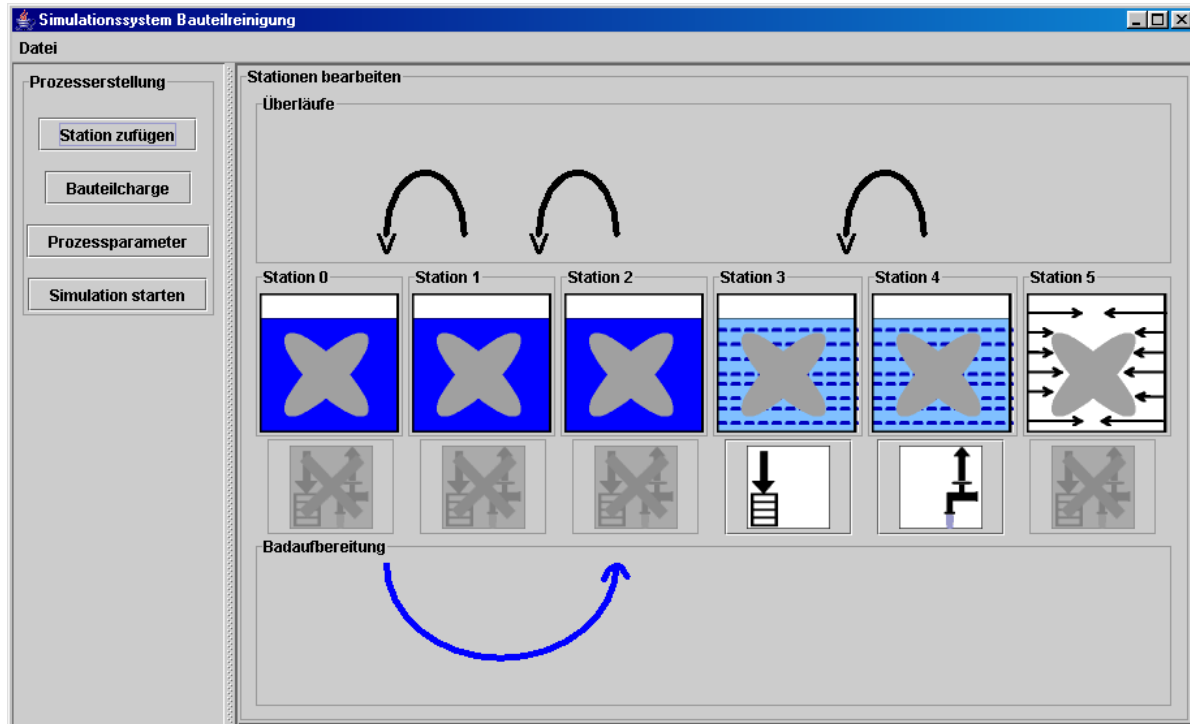 Simulationssystem Bauteilreinigung
Datei
Prozesserstellung
Station zufügen
Bauteilcharge
Prozessparameter
Simulation starten
Stationen bearbeiten
Überläufe
Station 0
Station 1
Station 2
Station 3
Station 4
Station 5
Badaufbereitung